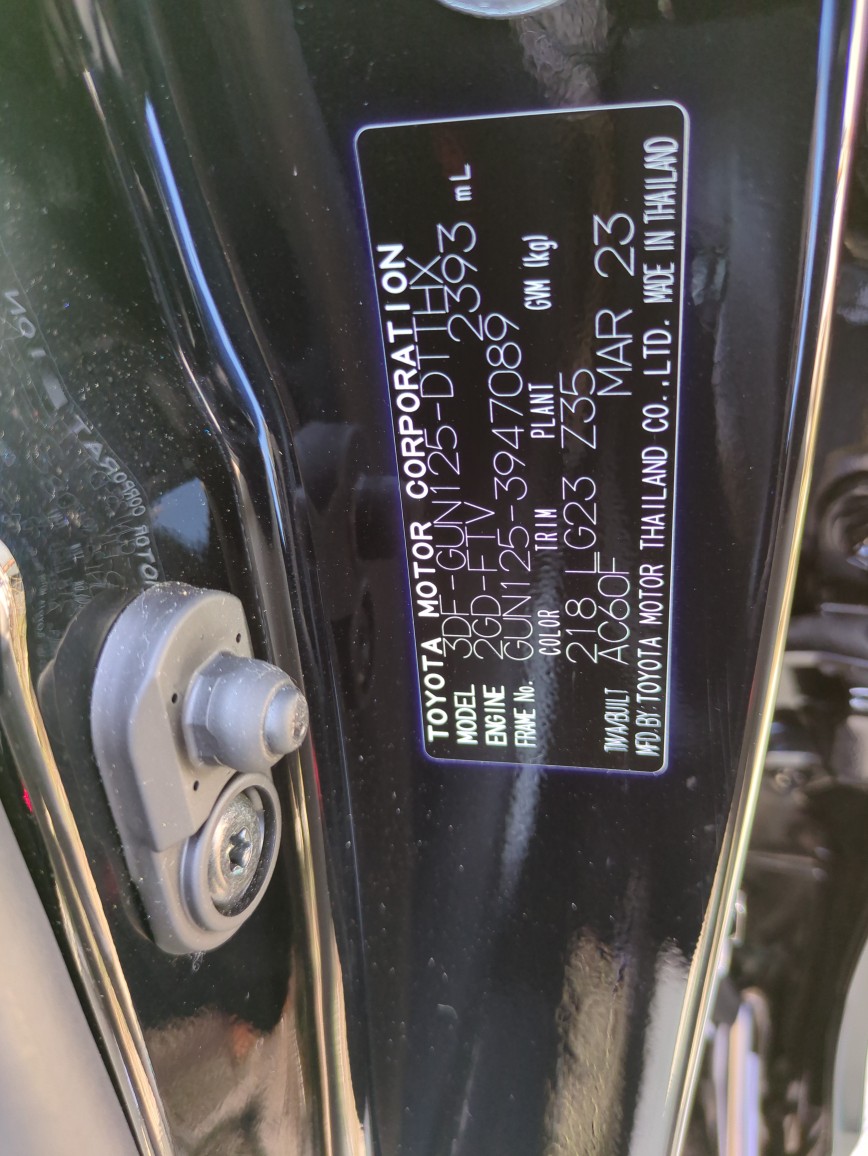 TOYOTA MOTOR CORPORATION
MODEL 3DF-GUN125-DTTHX
ENGINE 2GD-FTV 2393 mL
FRAME No. GUN125-3947089
COLOR TRIM PLANT GVM (kg)
218 LG23 Z35
TM/A/BUILT AC60F MAR 23
MFD.BY:TOYOTA MOTOR THAILAND CO.,LTD. MADE IN THAILAND